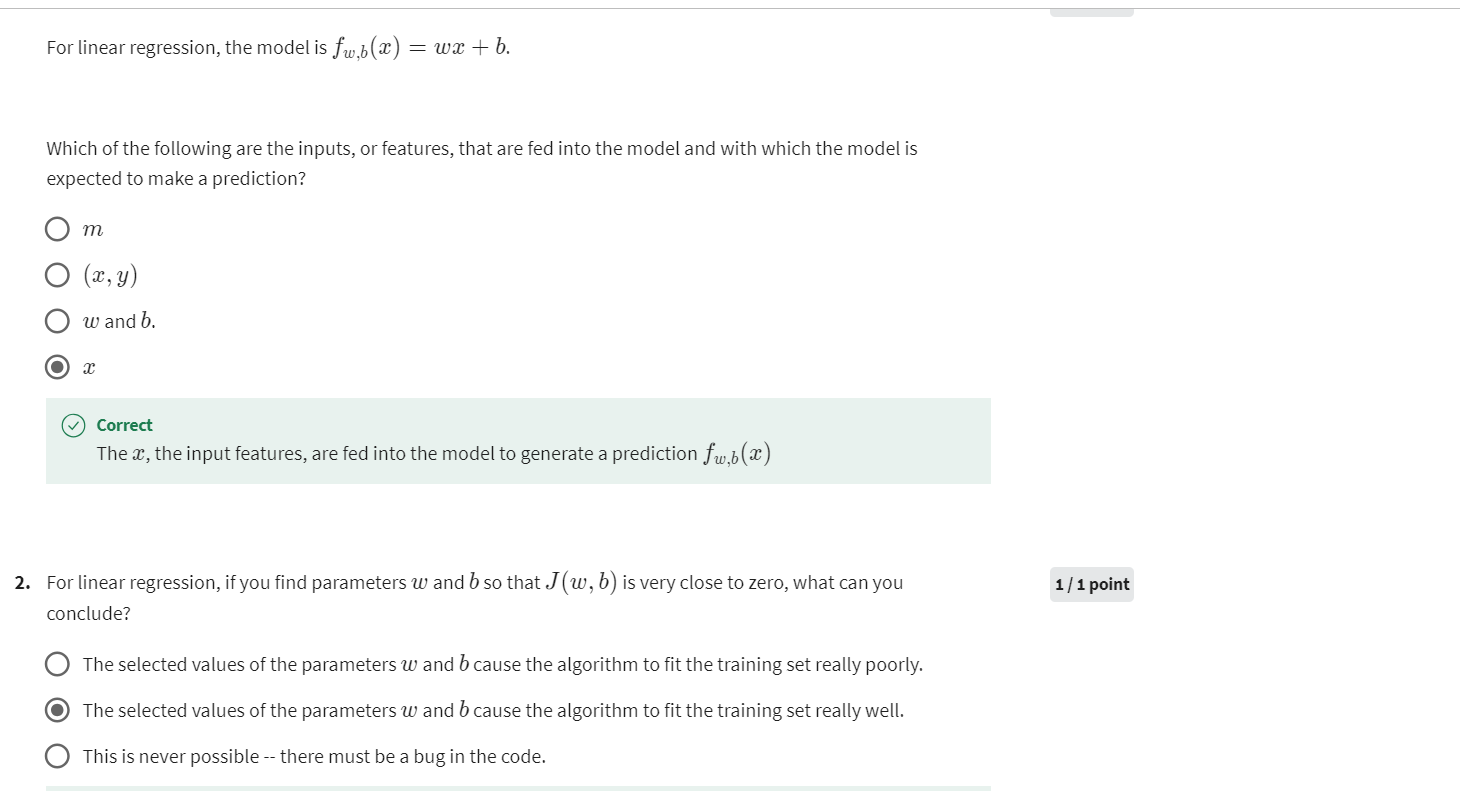 For linear regression, the model is f_{w,b}(x) = wx + b.
Which of the following are the inputs, or features, that are fed into the model and with which the model is
expected to make a prediction?
m
(x, y)
w and b.
x
Correct
The x, the input features, are fed into the model to generate a prediction f_{w,b}(x)
2. For linear regression, if you find parameters w and b so that J(w, b) is very close to zero, what can you 1 / 1 point
conclude?
The selected values of the parameters w and b cause the algorithm to fit the training set really poorly.
The selected values of the parameters w and b cause the algorithm to fit the training set really well.
This is never possible -- there must be a bug in the code.